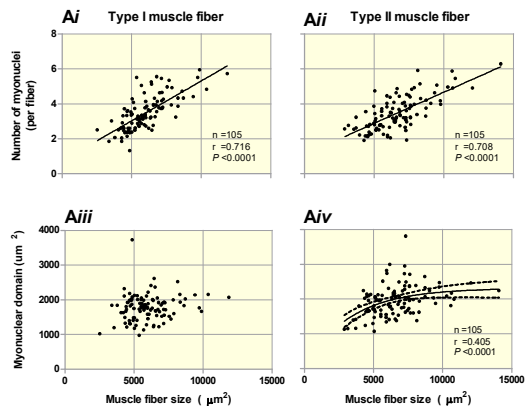 Ai Type I muscle fiber
Aii Type II muscle fiber
Number of myonuclei
(per fiber)
8
6
4
2
0
n =105
r =0.716
P <0.0001
n =105
r =0.708
P <0.0001
Aiii
Aiv
Myonuclear domain (um ²)
4000
3000
2000
1000
0
n =105
r =0.405
P <0.0001
0 5000 10000 15000
0 5000 10000 15000
Muscle fiber size ( μm²)
Muscle fiber size ( μm²)